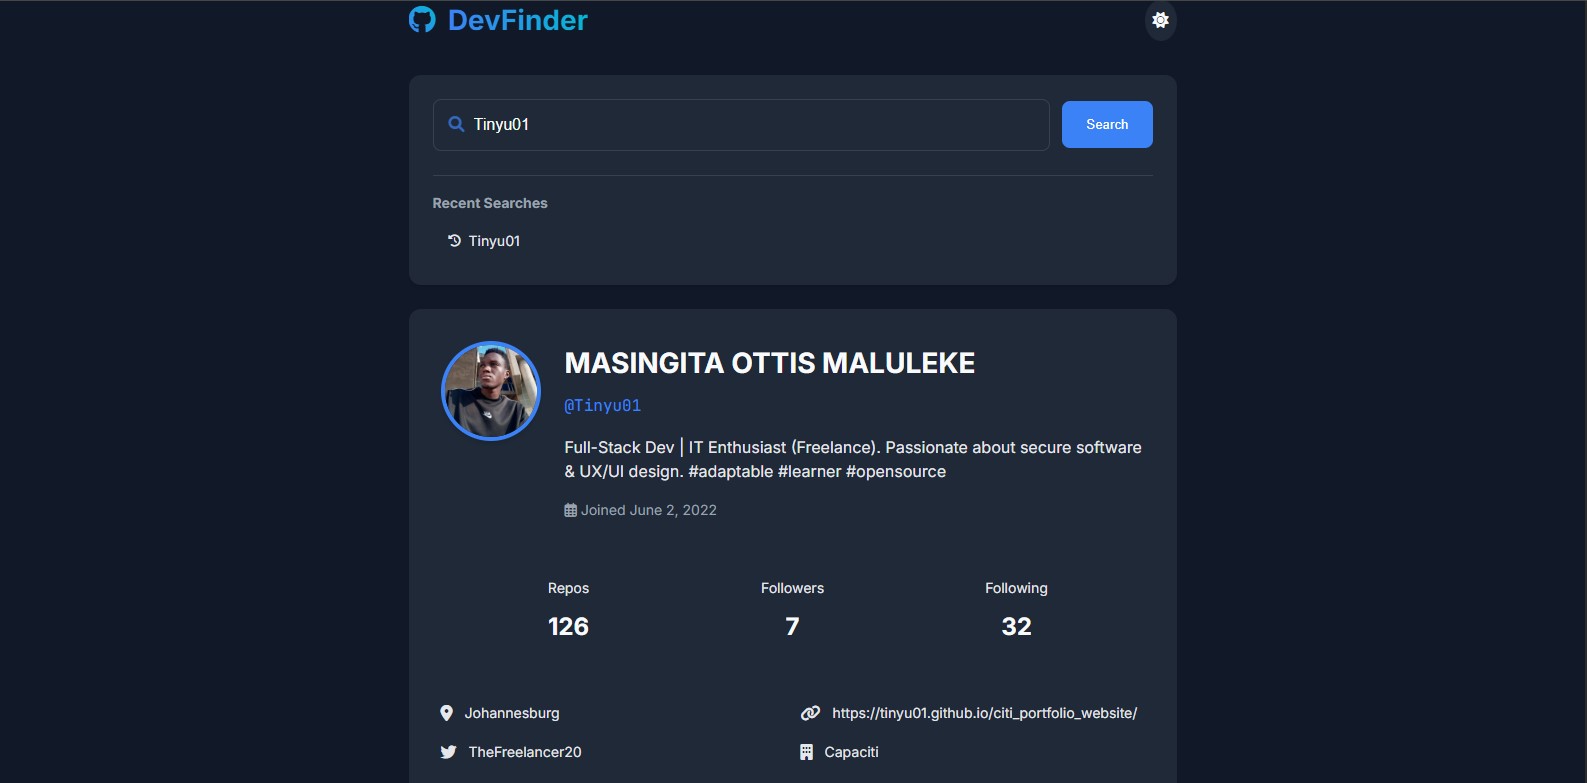 DevFinder
Tinyu01
Search
Recent Searches
Tinyu01
MASINGITA OTTIS MALULEKE
@Tinyu01
Full-Stack Dev | IT Enthusiast (Freelance). Passionate about secure software
& UX/UI design. #adaptable #learner #opensource
Joined June 2, 2022
Repos Followers Following
126 7 32
Johannesburg https://tinyu01.github.io/citi_portfolio_website/
TheFreelancer20 Capaciti